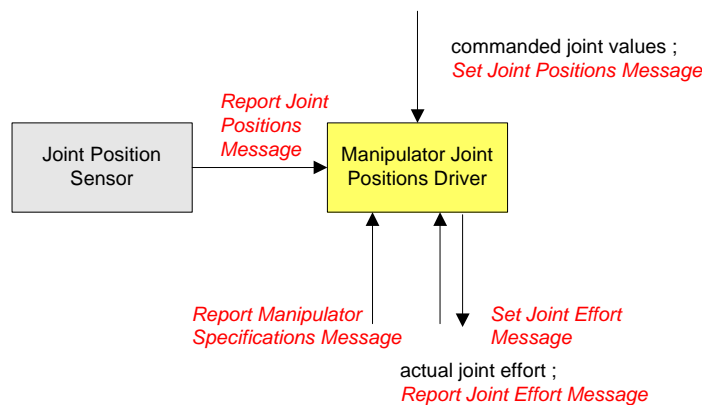 commanded joint values ;
Set Joint Positions Message
Report Joint
Positions
Message
Joint Position
Sensor
Manipulator Joint
Positions Driver
Report Manipulator
Specifications Message
Set Joint Effort
Message
actual joint effort ;
Report Joint Effort Message